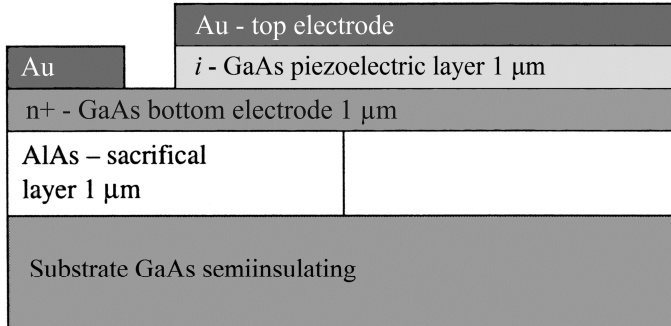 Au - top electrode
Au
i - GaAs piezoelectric layer 1 μm
n+ - GaAs bottom electrode 1 μm
AlAs – sacrifical
layer 1 μm
Substrate GaAs semiinsulating